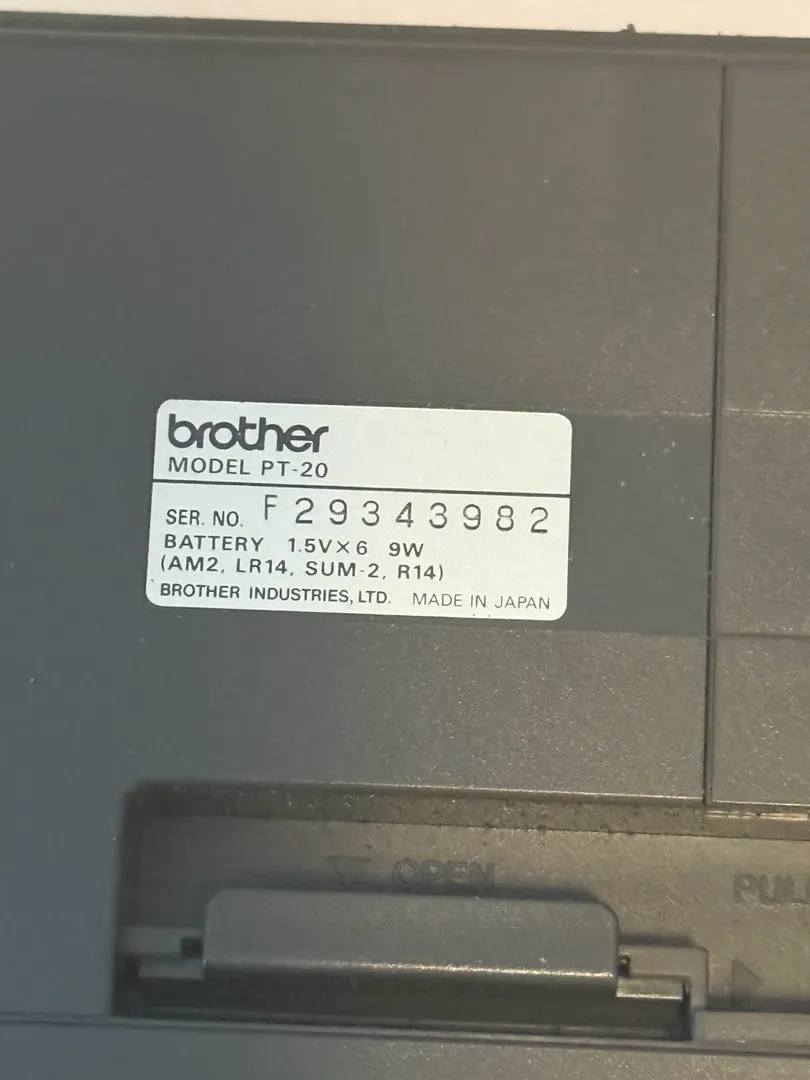 brother
MODEL PT-20
SER. NO. F29343982
BATTERY 1.5V×6 9W
(AM2, LR14, SUM-2, R14)
BROTHER INDUSTRIES, LTD. MADE IN JAPAN
OPEN